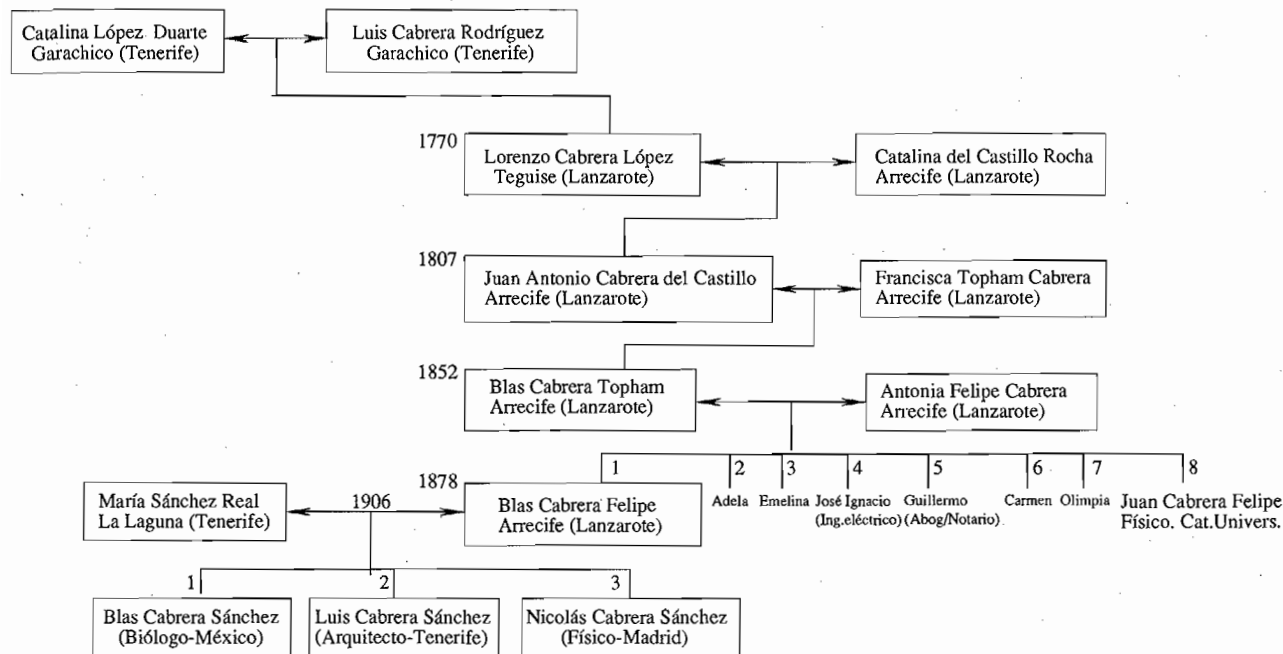 Catalina López Duarte
Garachico (Tenerife)
Luis Cabrera Rodríguez
Garachico (Tenerife)
1770
Lorenzo Cabrera López
Teguise (Lanzarote)
Catalina del Castillo Rocha
Arrecife (Lanzarote)
1807
Juan Antonio Cabrera del Castillo
Arrecife (Lanzarote)
Francisca Topham Cabrera
Arrecife (Lanzarote)
1852
Blas Cabrera Topham
Arrecife (Lanzarote)
Antonia Felipe Cabrera
Arrecife (Lanzarote)
1
2
3
4
5
6
7
8
1878
Blas Cabrera Felipe
Arrecife (Lanzarote)
Adela
Emelina
José Ignacio
(Ing.eléctrico)
Guillermo
(Abog/Notario)
Carmen
Olimpia
Juan Cabrera Felipe
Físico. Cat.Univers.
María Sánchez Real
La Laguna (Tenerife)
1906
1
2
3
Blas Cabrera Sánchez
(Biólogo-México)
Luis Cabrera Sánchez
(Arquitecto-Tenerife)
Nicolás Cabrera Sánchez
(Físico-Madrid)